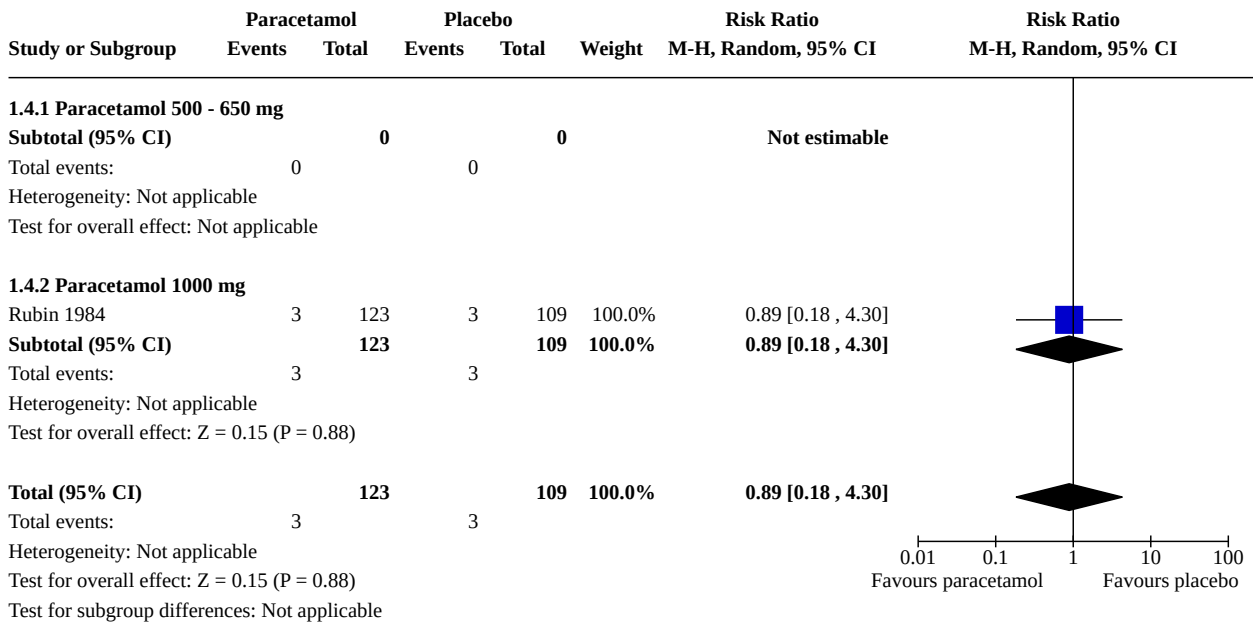 Paracetamol Placebo Risk Ratio Risk Ratio
Study or Subgroup Events Total Events Total Weight M-H, Random, 95% CI M-H, Random, 95% CI
1.4.1 Paracetamol 500 - 650 mg
Subtotal (95% CI) 0 0 Not estimable
Total events: 0 0
Heterogeneity: Not applicable
Test for overall effect: Not applicable
1.4.2 Paracetamol 1000 mg
Rubin 1984 3 123 3 109 100.0% 0.89 [0.18 , 4.30]
Subtotal (95% CI) 123 109 100.0% 0.89 [0.18 , 4.30]
Total events: 3 3
Heterogeneity: Not applicable
Test for overall effect: Z = 0.15 (P = 0.88)
Total (95% CI) 123 109 100.0% 0.89 [0.18 , 4.30]
Total events: 3 3
Heterogeneity: Not applicable
Test for overall effect: Z = 0.15 (P = 0.88)
Test for subgroup differences: Not applicable
0.01 0.1 1 10 100
Favours paracetamol Favours placebo